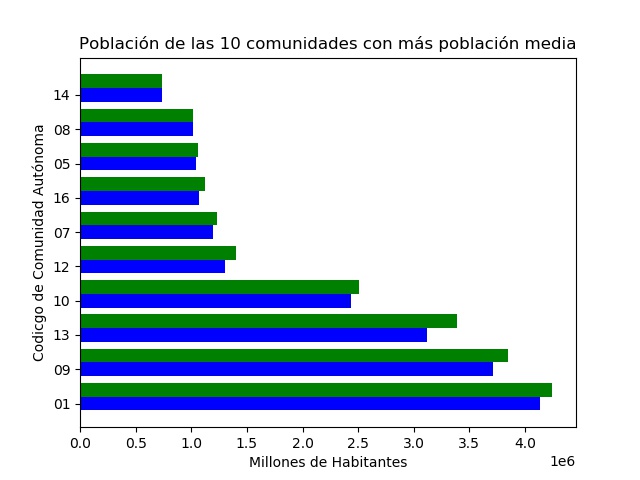 Población de las 10 comunidades con más población media
14
08
05
16
07
12
10
13
09
01
Codicgo de Comunidad Autónoma
0.0 0.5 1.0 1.5 2.0 2.5 3.0 3.5 4.0
1e6
Millones de Habitantes